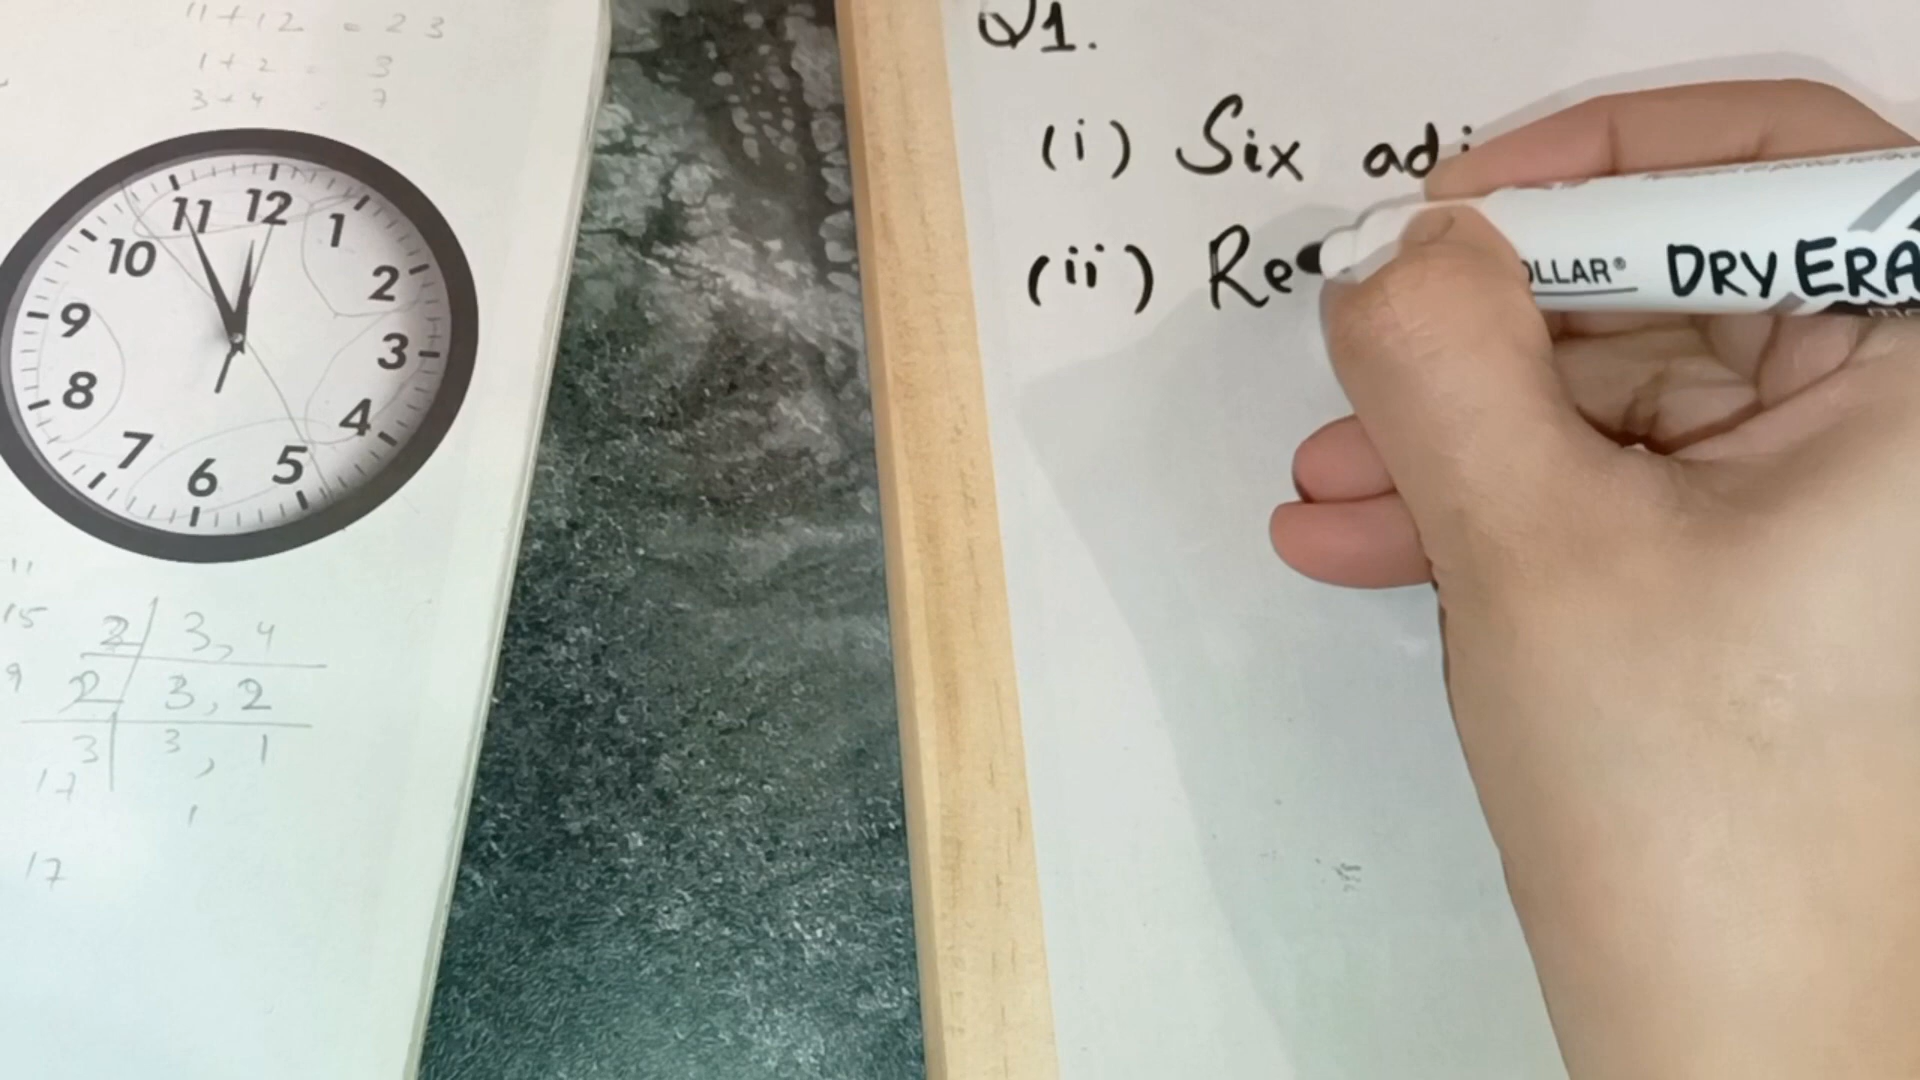 11+12 = 23
1+2 = 3
3+4 = 7
12
11
1
10
2
9
3
8
4
7
5
6
11
15
2 3, 4
9
2 3, 2
3 3, 1
17
1
17
Q1.
(i) Six adj
(ii) Re
OLLAR® DRY ERA